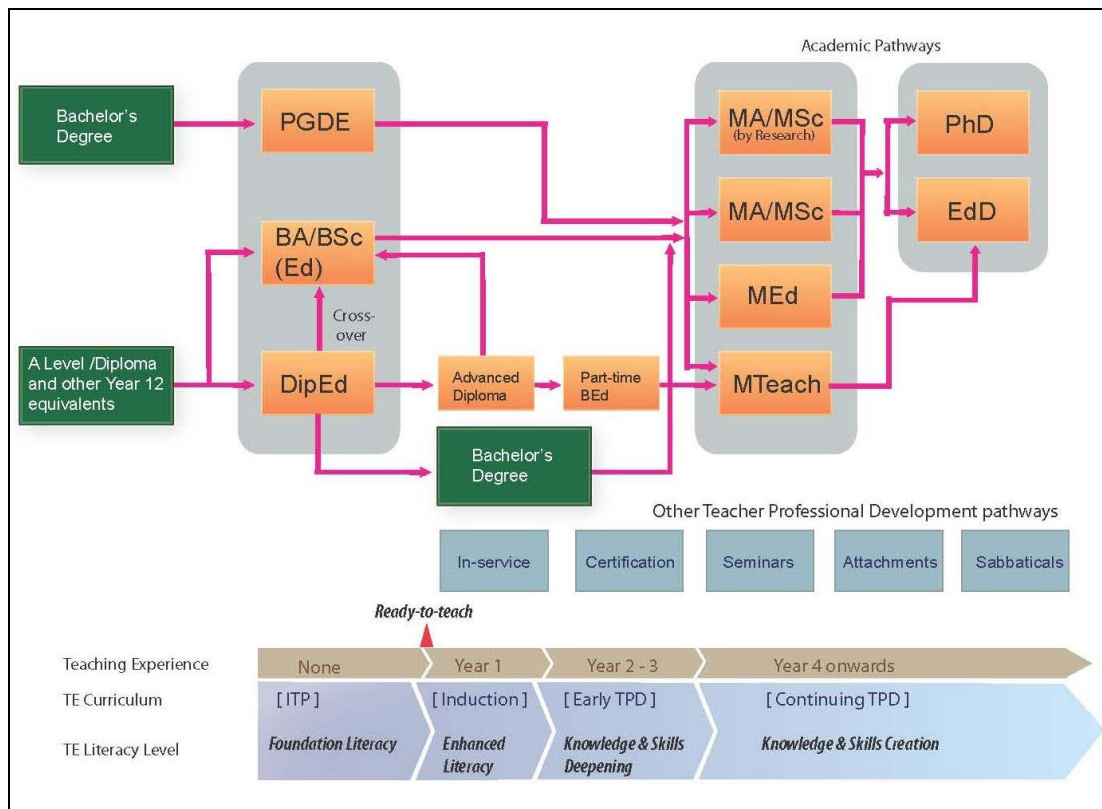 Academic Pathways
Bachelor's
Degree
PGDE
MA/MSc
(by Research)
PhD
BA/BSc
(Ed)
MA/MSc
EdD
Cross-
over
MEd
A Level /Diploma
and other Year 12
equivalents
DipEd
Advanced
Diploma
Part-time
BEd
MTeach
Bachelor's
Degree
Other Teacher Professional Development pathways
In-service
Certification
Seminars
Attachments
Sabbaticals
Ready-to-teach
Teaching Experience
None
Year 1
Year 2 - 3
Year 4 onwards
TE Curriculum
[ ITP ]
[ Induction ]
[ Early TPD ]
[ Continuing TPD ]
TE Literacy Level
Foundation Literacy
Enhanced
Literacy
Knowledge & Skills
Deepening
Knowledge & Skills Creation